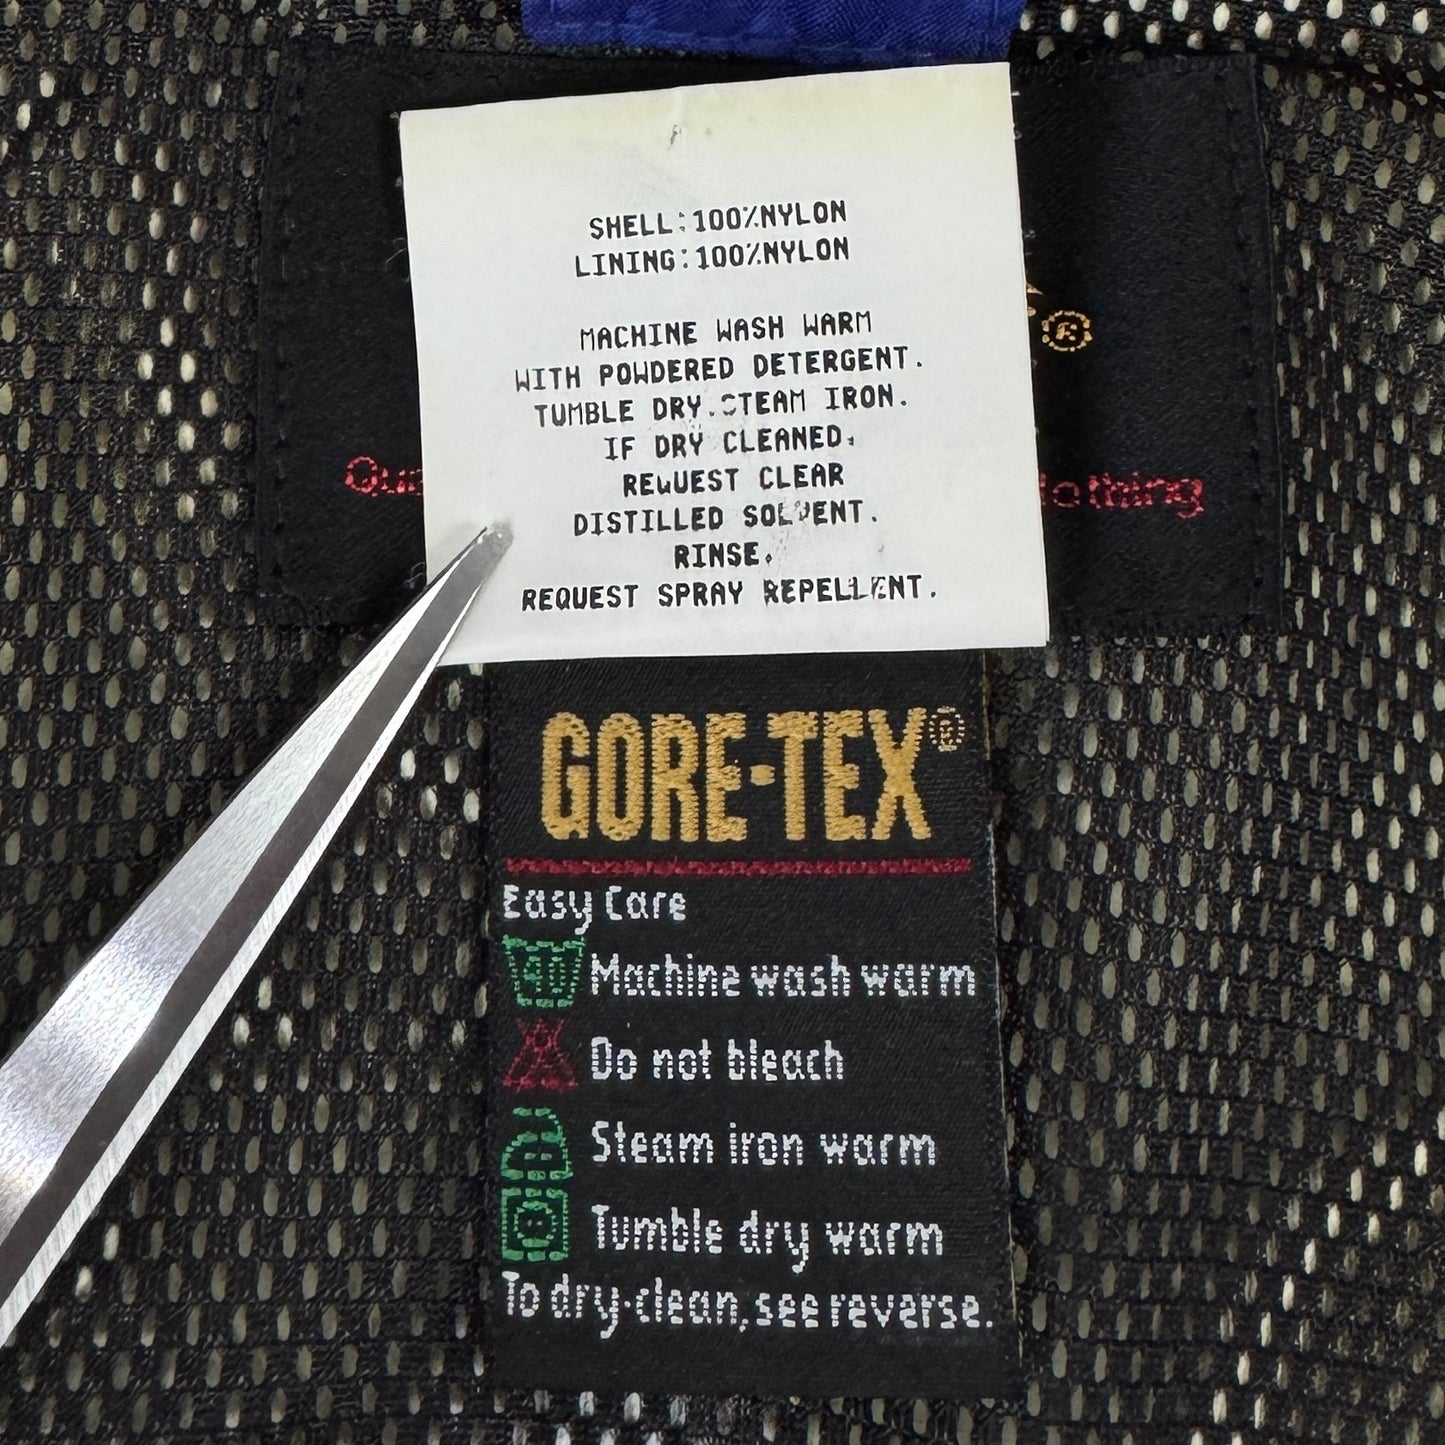 SHELL:100%NYLON
LINING:100%NYLON
MACHINE WASH WARM
WITH POWDERED DETERGENT.
TUMBLE DRY.STEAM IRON.
IF DRY CLEANED,
REWUEST CLEAR
DISTILLED SOLVENT.
RINSE.
REQUEST SPRAY REPELLENT.
GORE-TEX®
Easy Care
40 Machine wash warm
Do not bleach
Steam iron warm
Tumble dry warm
To dry-clean, see reverse.